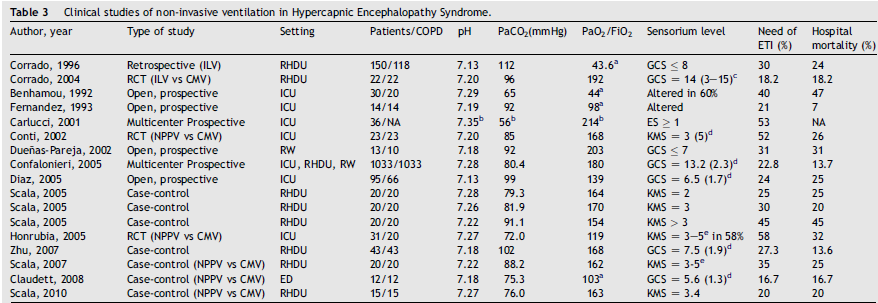 Table 3 Clinical studies of non-invasive ventilation in Hypercapnic Encephalopathy Syndrome.
Author, year Type of study Setting Patients/COPD pH PaCO2(mmHg) PaO2/FiO2 Sensorium level Need of ETI (%) Hospital mortality (%)
Corrado, 1996 Retrospective (ILV) RHDU 150/118 7.13 112 43.6a GCS ≤ 8 30 24
Corrado, 2004 RCT (ILV vs CMV) RHDU 22/22 7.20 96 192 GCS = 14 (3–15)c 18.2 18.2
Benhamou, 1992 Open, prospective ICU 30/20 7.29 65 44a Altered in 60% 40 47
Fernandez, 1993 Open, prospective ICU 14/14 7.19 92 98a Altered 21 7
Carlucci, 2001 Multicenter Prospective ICU 36/NA 7.35b 56b 214b ES ≥ 1 53 NA
Conti, 2002 RCT (NPPV vs CMV) ICU 23/23 7.20 85 168 KMS = 3 (5)d 52 26
Dueñas-Pareja, 2002 Open, prospective RW 13/10 7.18 92 203 GCS ≤ 7 31 31
Confalonieri, 2005 Multicenter Prospective ICU, RHDU, RW 1033/1033 7.28 80.4 180 GCS = 13.2 (2.3)d 22.8 13.7
Diaz, 2005 Open, prospective ICU 95/66 7.13 99 139 GCS = 6.5 (1.7)d 24 25
Scala, 2005 Case-control RHDU 20/20 7.28 79.3 164 KMS = 2 25 25
Scala, 2005 Case-control RHDU 20/20 7.26 81.9 170 KMS = 3 30 20
Scala, 2005 Case-control RHDU 20/20 7.22 91.1 154 KMS > 3 45 45
Honrubia, 2005 RCT (NPPV vs CMV) ICU 31/20 7.27 72.0 119 KMS = 3–5e in 58% 58 32
Zhu, 2007 Case-control RHDU 43/43 7.18 102 168 GCS = 7.5 (1.9)d 27.3 13.6
Scala, 2007 Case-control (NPPV vs CMV) RHDU 20/20 7.22 88.2 162 KMS = 3-5e 35 25
Claudett, 2008 Case-control (NPPV vs CMV) ED 12/12 7.18 75.3 103a GCS = 5.6 (1.3)d 16.7 16.7
Scala, 2010 Case-control (NPPV vs CMV) RHDU 15/15 7.27 76.0 163 KMS = 3.4 20 20